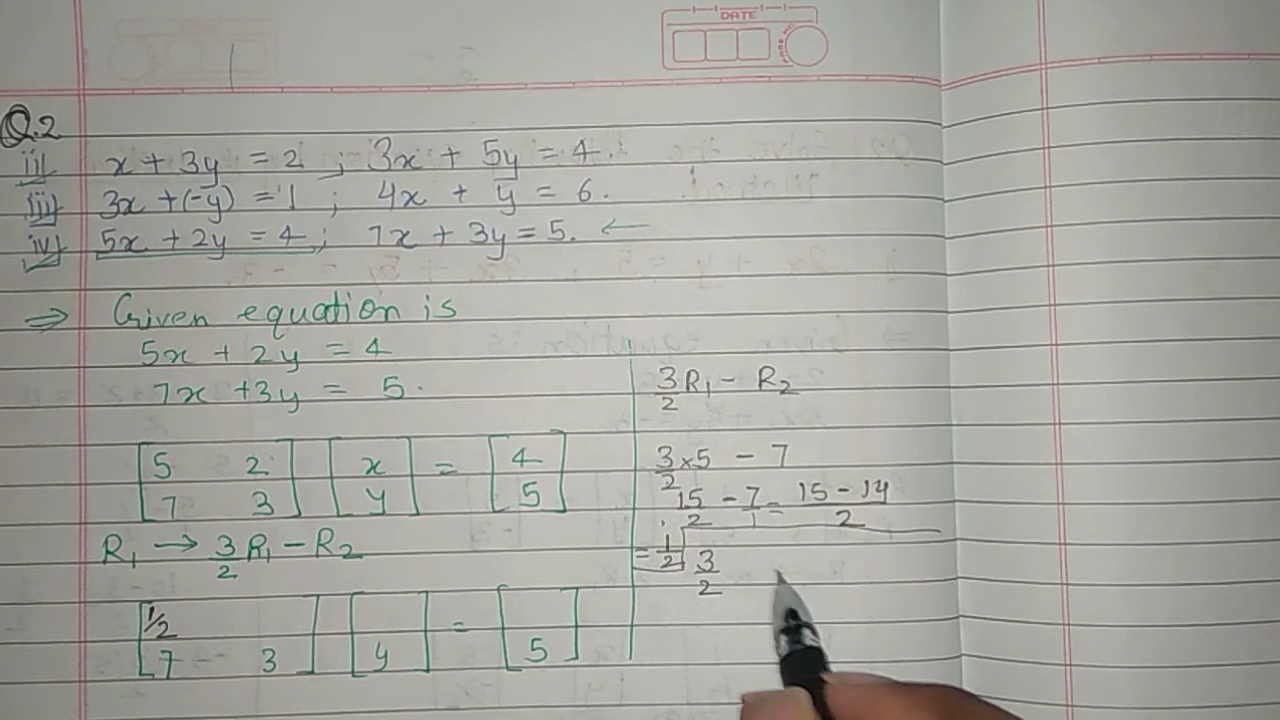 DATE
Q.2
ii) x + 3y = 2 ; 3x + 5y = 4.
iii) 3x + (-y) = 1 ; 4x + y = 6.
iv) 5x + 2y = 4 ; 7x + 3y = 5. ←
⇒ Given equation is
5x + 2y = 4
7x + 3y = 5.
[5 2
7 3] [x
y] = [4
5]
R₁ → 3/2 R₁ - R₂
[1/2
7 3] [
y] = [
5]
3/2 R₁ - R₂
3/2 × 5 - 7
15/2 - 7/1 = 15 - 14 / 2
= 1/2
3/2